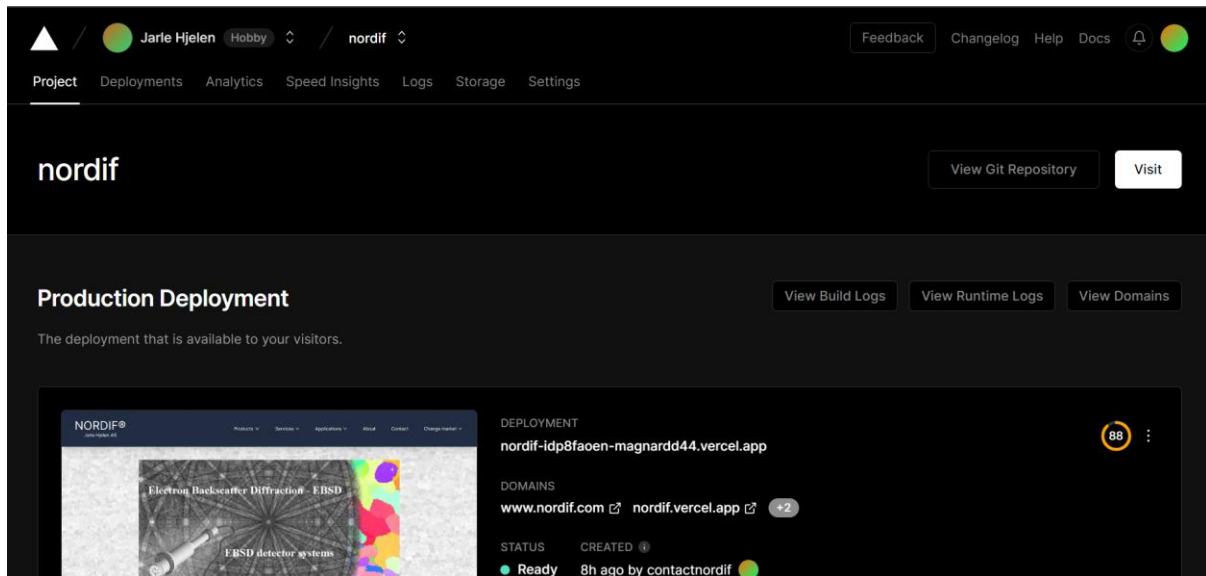 Jarle Hjelen Hobby nordif Feedback Changelog Help Docs
Project Deployments Analytics Speed Insights Logs Storage Settings
nordif
View Git Repository Visit
Production Deployment
View Build Logs View Runtime Logs View Domains
The deployment that is available to your visitors.
NORDIF®
Jarle Hjelen AS
Products Services Applications About Contact Change market
Electron Backscatter Diffraction - EBSD
EBSD detector systems
DEPLOYMENT
nordif-idp8faoen-magnardd44.vercel.app
88
DOMAINS
www.nordif.com nordif.vercel.app +2
STATUS CREATED
Ready 8h ago by contactnordif